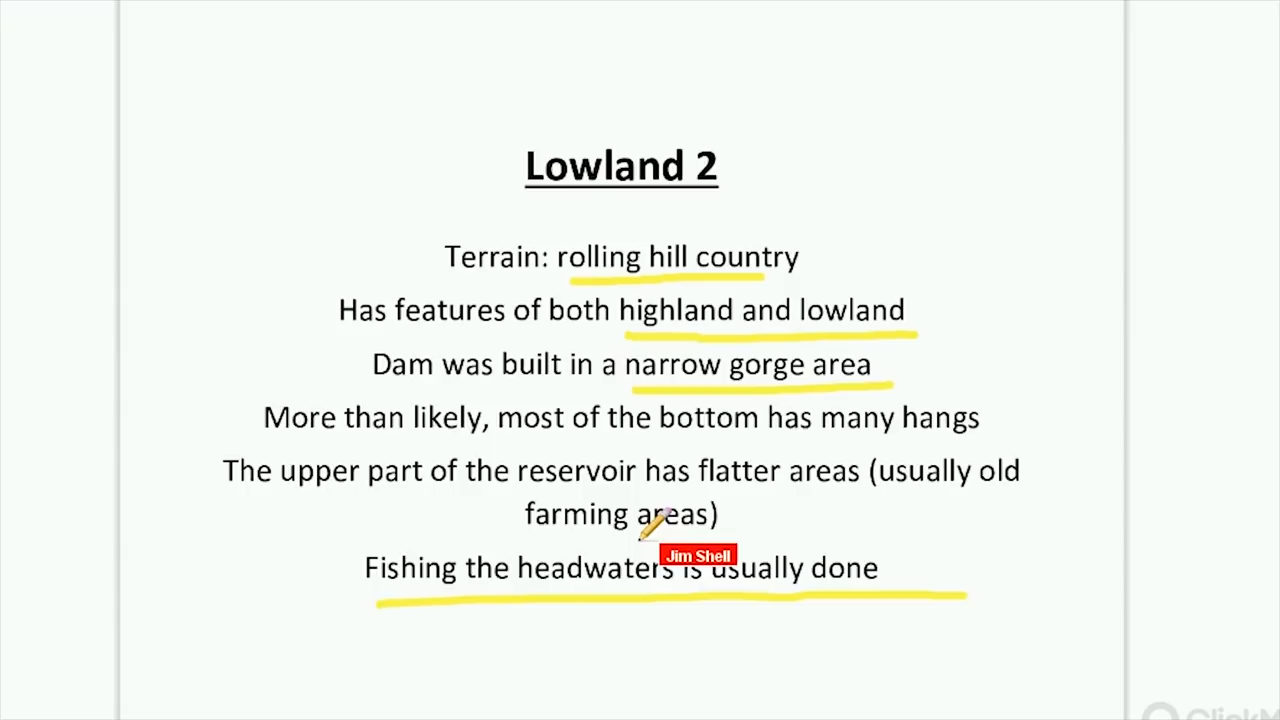 Lowland 2
Terrain: rolling hill country
Has features of both highland and lowland
Dam was built in a narrow gorge area
More than likely, most of the bottom has many hangs
The upper part of the reservoir has flatter areas (usually old
farming areas)
Jim Shell
Fishing the headwaters is usually done